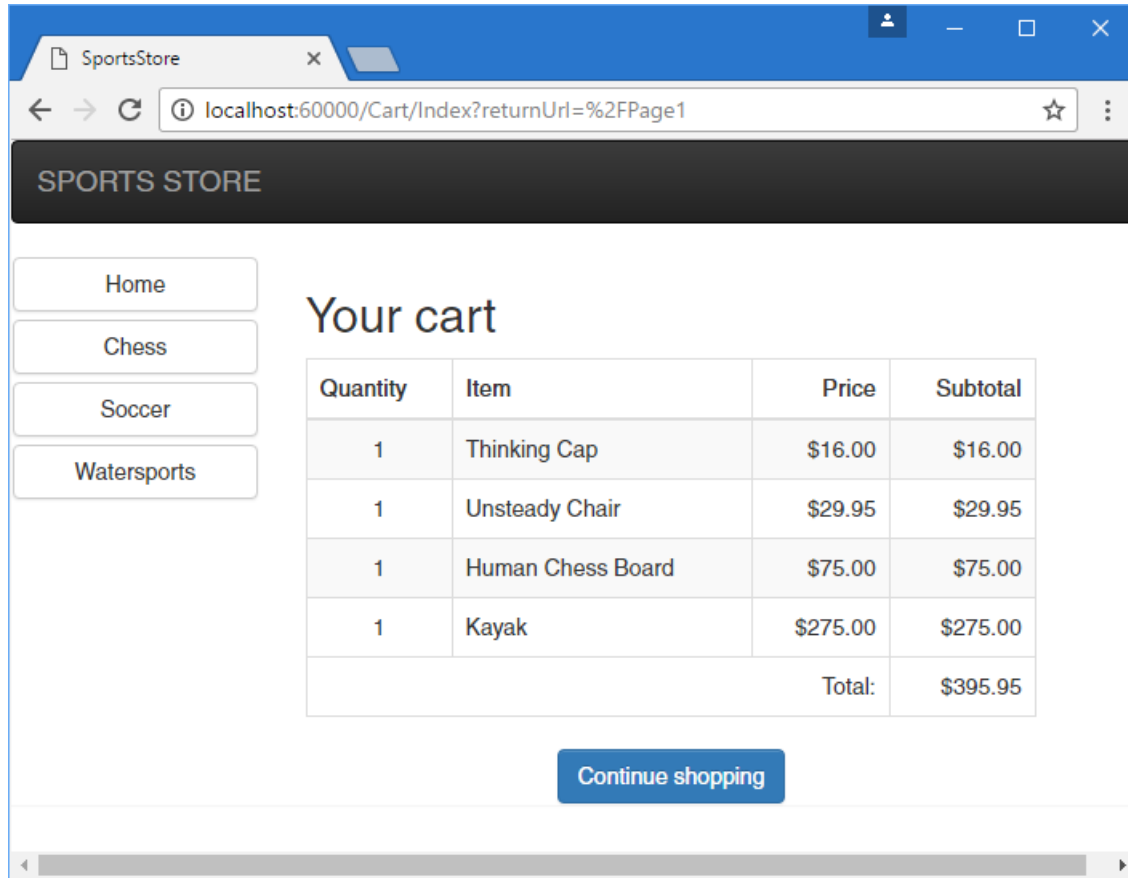 SportsStore
localhost:60000/Cart/Index?returnUrl=%2FPage1
SPORTS STORE
Home
Chess
Soccer
Watersports
Your cart
Quantity Item Price Subtotal
1 Thinking Cap $16.00 $16.00
1 Unsteady Chair $29.95 $29.95
1 Human Chess Board $75.00 $75.00
1 Kayak $275.00 $275.00
Total: $395.95
Continue shopping